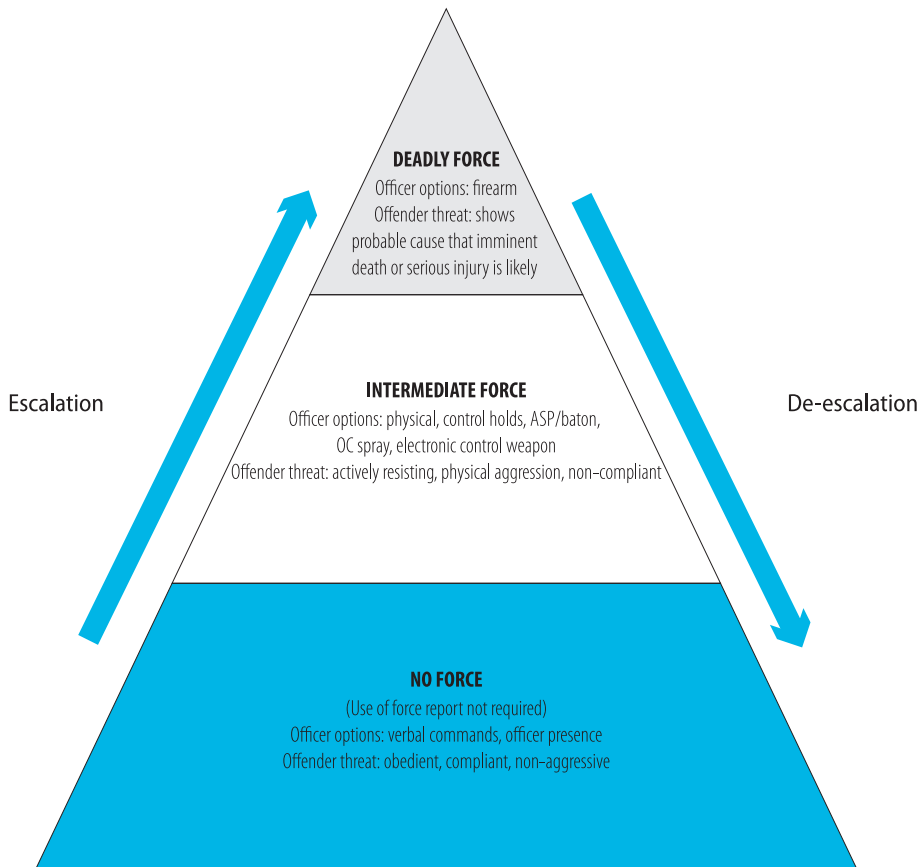 DEADLY FORCE
Officer options: firearm
Offender threat: shows
probable cause that imminent
death or serious injury is likely
Escalation
De-escalation
INTERMEDIATE FORCE
Officer options: physical, control holds, ASP/baton,
OC spray, electronic control weapon
Offender threat: actively resisting, physical aggression, non-compliant
NO FORCE
(Use of force report not required)
Officer options: verbal commands, officer presence
Offender threat: obedient, compliant, non-aggressive